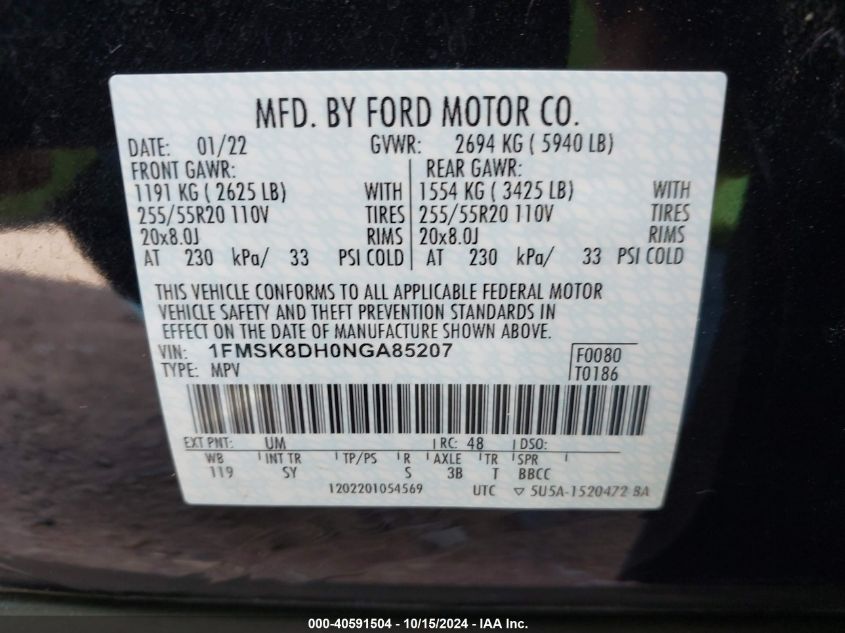 MFD. BY FORD MOTOR CO.
DATE: 01/22 GVWR: 2694 KG ( 5940 LB)
FRONT GAWR: REAR GAWR:
1191 KG ( 2625 LB) WITH 1554 KG ( 3425 LB) WITH
255/55R20 110V TIRES 255/55R20 110V TIRES
20x8.0J RIMS 20x8.0J RIMS
AT 230 kPa/ 33 PSI COLD AT 230 kPa/ 33 PSI COLD
THIS VEHICLE CONFORMS TO ALL APPLICABLE FEDERAL MOTOR
VEHICLE SAFETY AND THEFT PREVENTION STANDARDS IN
EFFECT ON THE DATE OF MANUFACTURE SHOWN ABOVE.
VIN: 1FMSK8DH0NGA85207 F0080
TYPE: MPV T0186
EXT PNT: UM RC: 48 DSO:
WB INT TR TP/PS R AXLE TR SPR
119 SY S 3B T BBCC
1202201054569 UTC ▽ 5U5A-1520472-BA
000-40591504 - 10/15/2024 - IAA Inc.